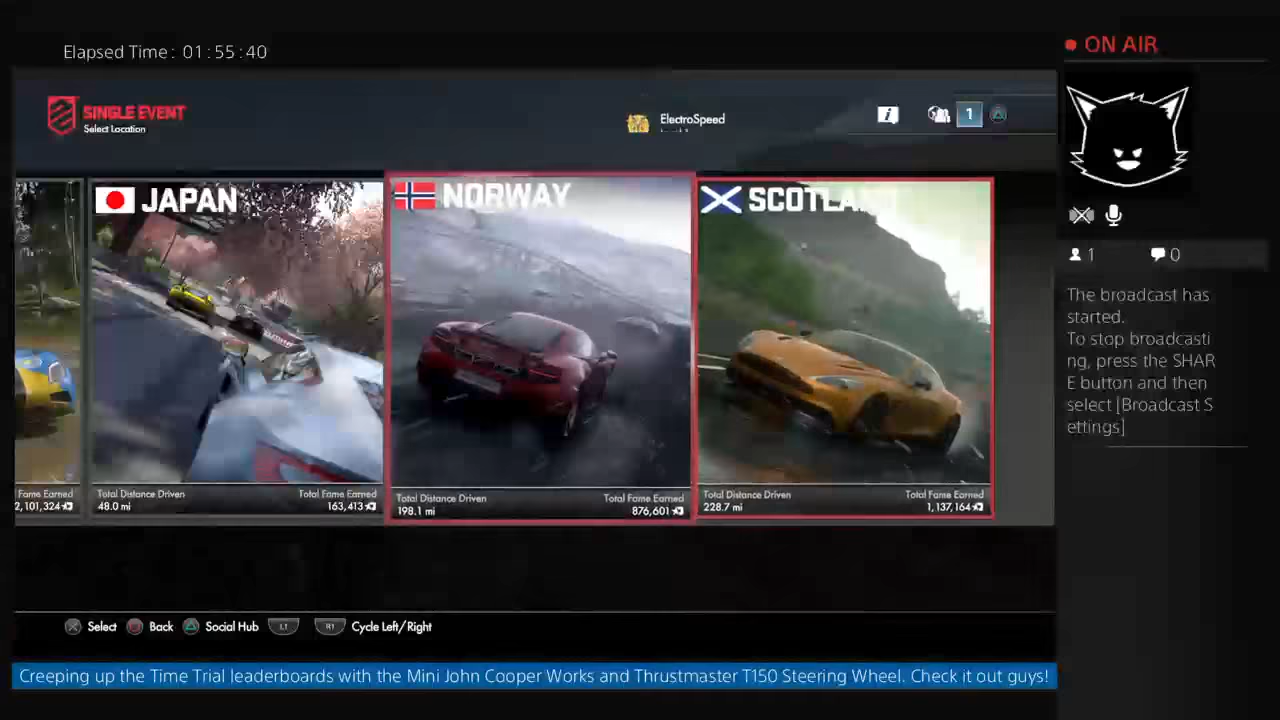 Elapsed Time: 01:55:40
ON AIR
SINGLE EVENT
Select Location
ElectroSpeed
1
JAPAN
NORWAY
SCOTLAN
1
0
The broadcast has
started.
To stop broadcasti
ng, press the SHAR
E button and then
select [Broadcast S
ettings]
Fame Earned
2,101,324
Total Distance Driven
48.0 mi
Total Fame Earned
163,413
Total Distance Driven
198.1 mi
Total Fame Earned
876,601
Total Distance Driven
228.7 mi
Total Fame Earned
1,137,164
Select
Back
Social Hub
L1
R1
Cycle Left/Right
Creeping up the Time Trial leaderboards with the Mini John Cooper Works and Thrustmaster T150 Steering Wheel. Check it out guys!